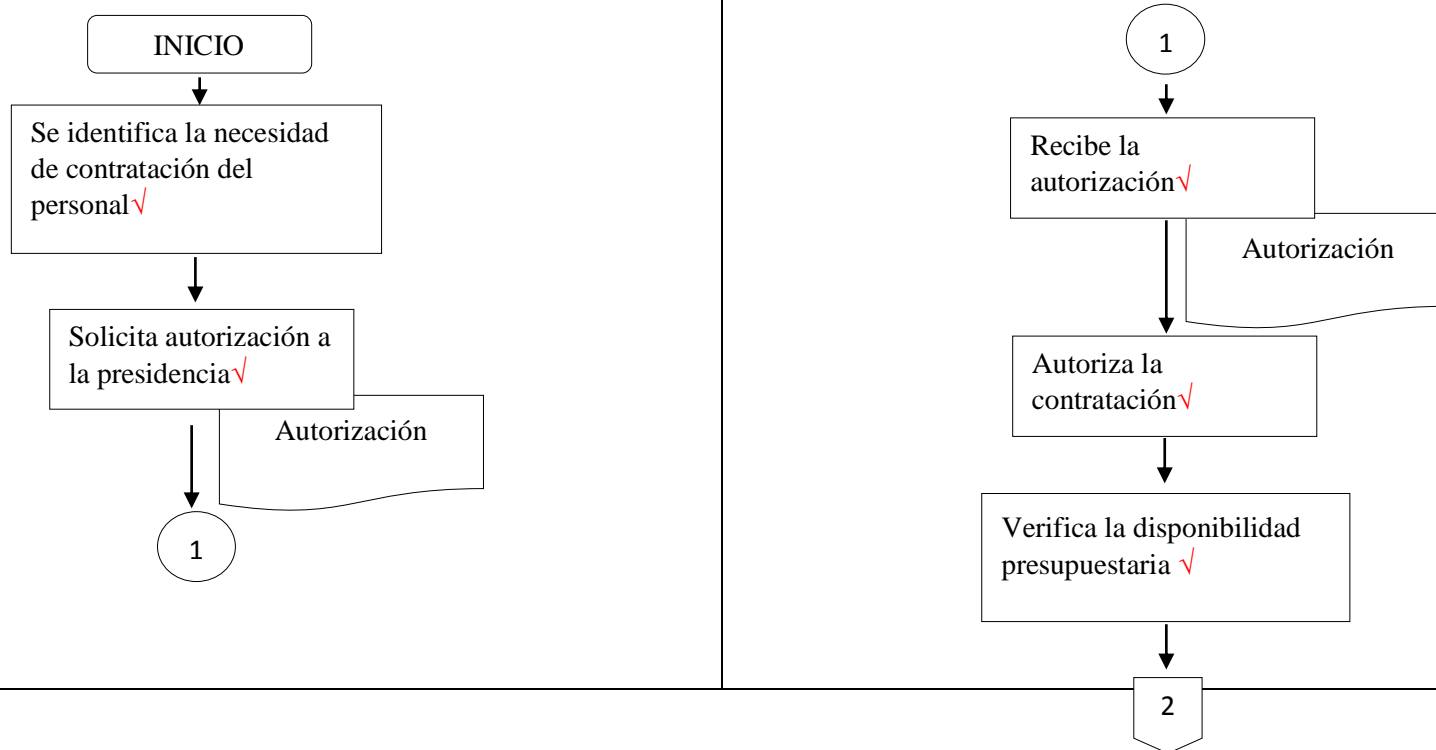 INICIO
Se identifica la necesidad
de contratación del
personal√
Solicita autorización a
la presidencia√
Autorización
1
1
Recibe la
autorización√
Autorización
Autoriza la
contratación√
Verifica la disponibilidad
presupuestaria √
2